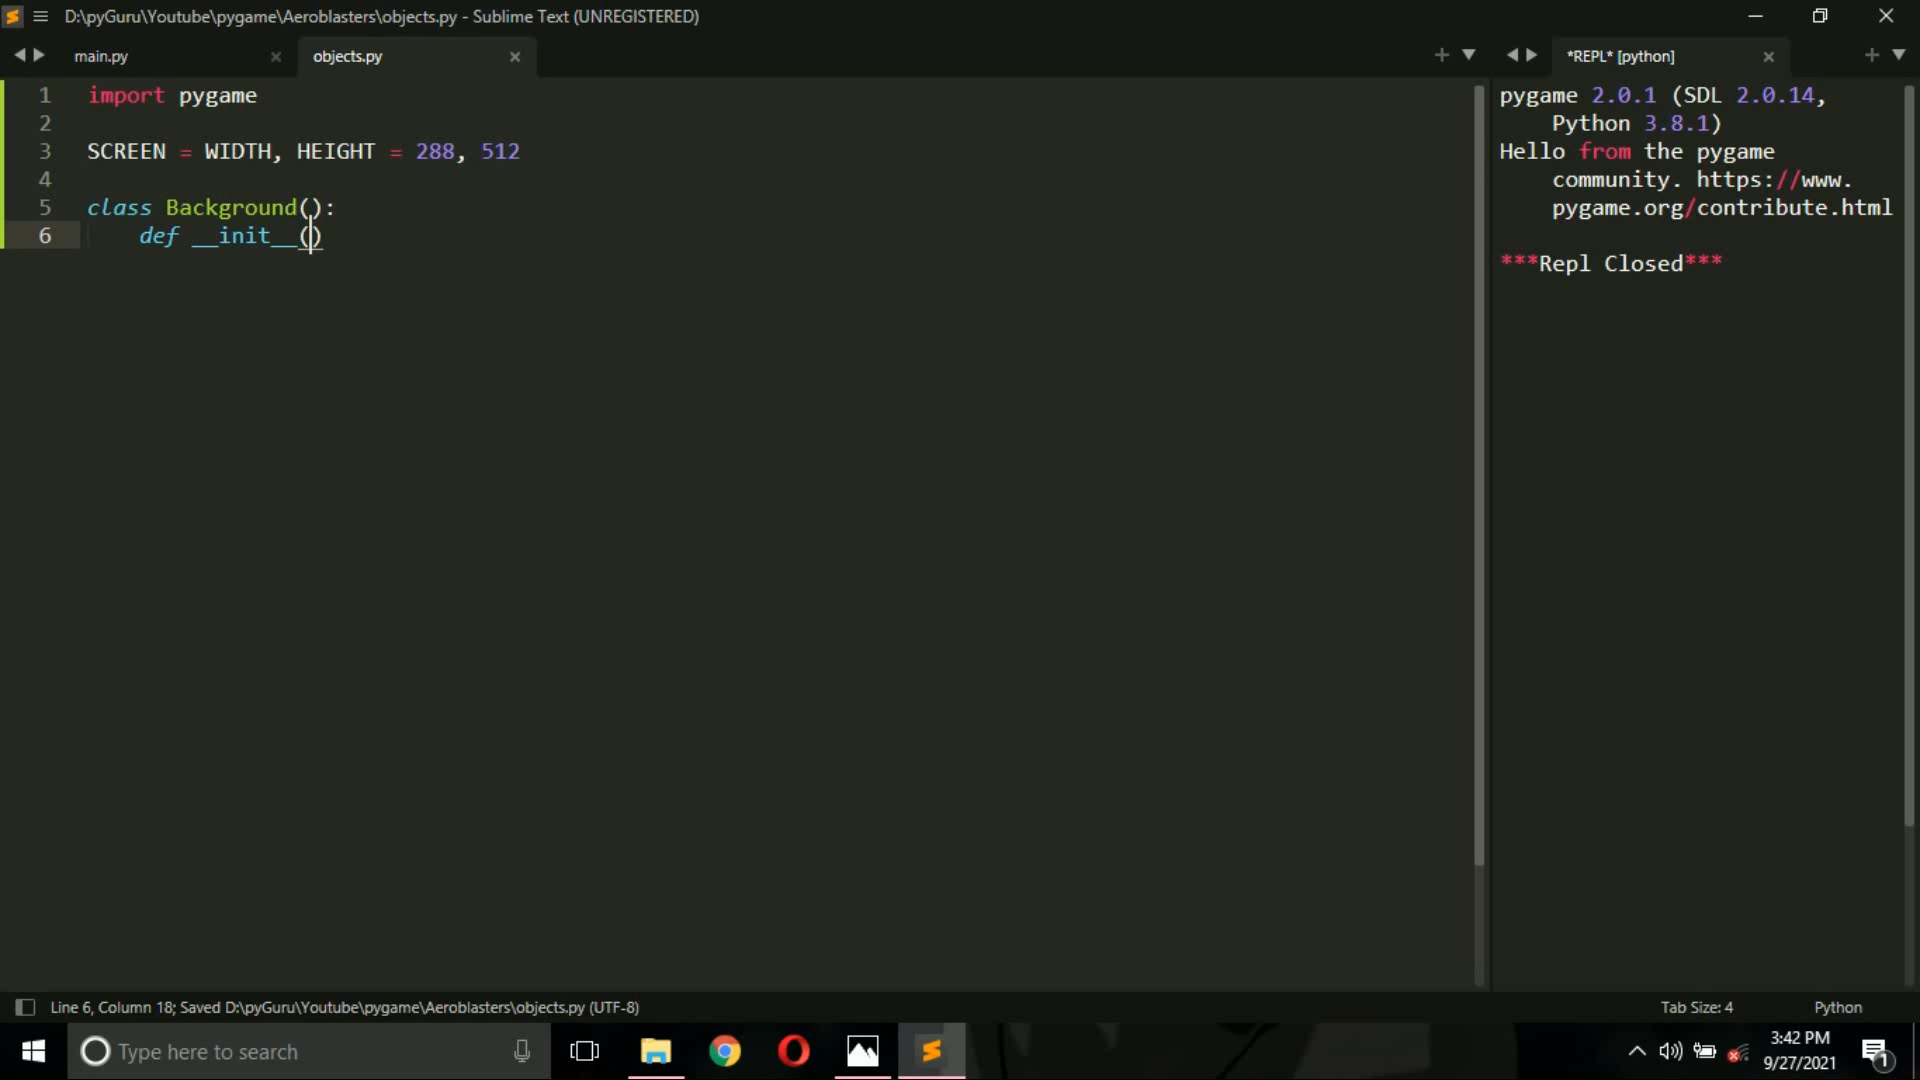 D:\pyGuru\Youtube\pygame\Aeroblasters\objects.py - Sublime Text (UNREGISTERED)
main.py
objects.py
*REPL* [python]
1 import pygame
2
3 SCREEN = WIDTH, HEIGHT = 288, 512
4
5 class Background():
6 def __init__()
pygame 2.0.1 (SDL 2.0.14,
Python 3.8.1)
Hello from the pygame
community. https://www.
pygame.org/contribute.html
***Repl Closed***
Line 6, Column 18; Saved D:\pyGuru\Youtube\pygame\Aeroblasters\objects.py (UTF-8)
Tab Size: 4
Python
Type here to search
3:42 PM
9/27/2021
1